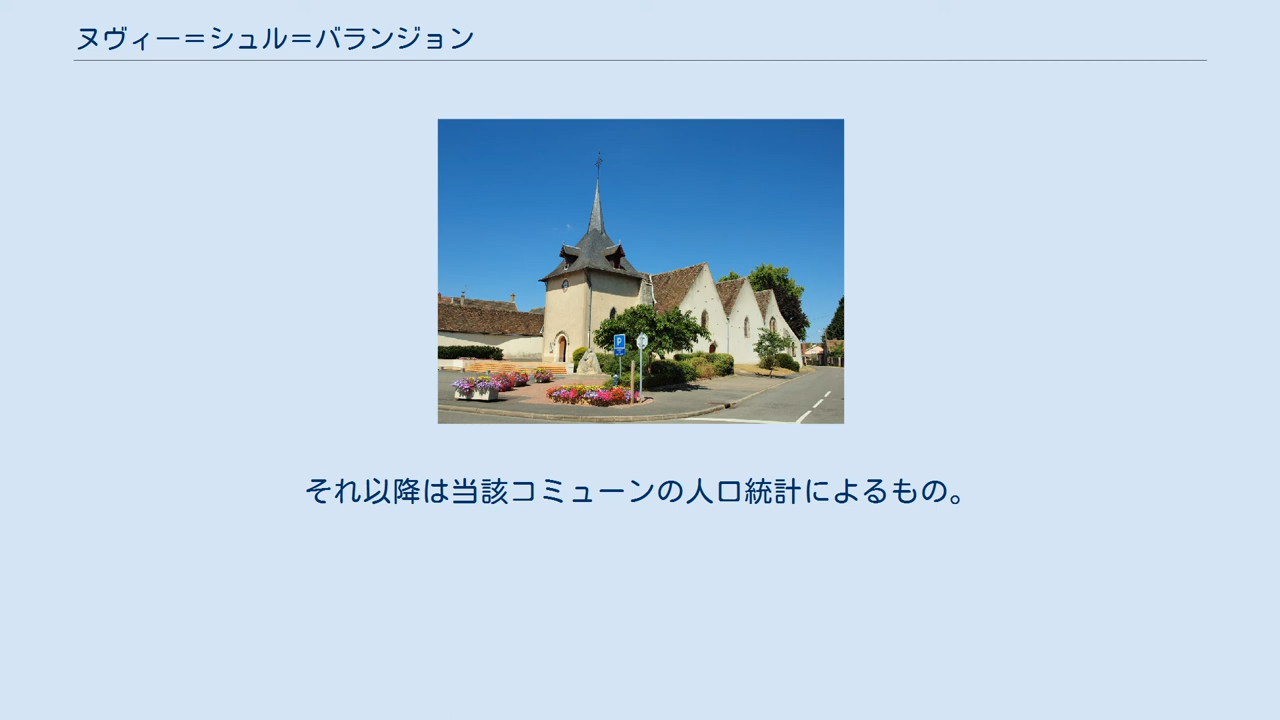 ヌヴィー＝シュル＝バランジョン
P
それ以降は当該コミューンの人口統計によるもの。